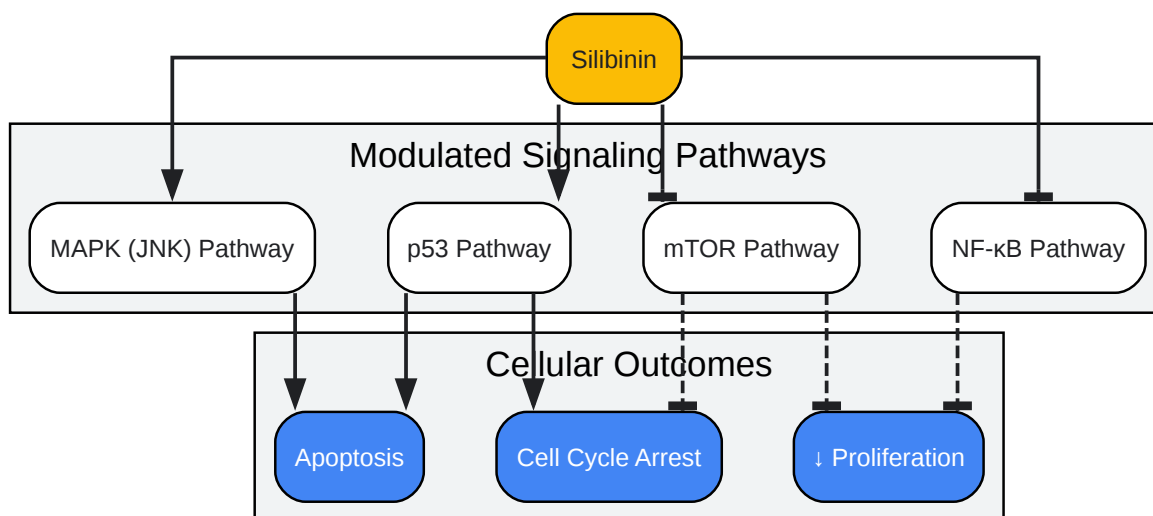 Silibinin
Modulated Signaling Pathways
MAPK (JNK) Pathway
p53 Pathway
mTOR Pathway
NF-κB Pathway
Cellular Outcomes
Apoptosis
Cell Cycle Arrest
↓ Proliferation